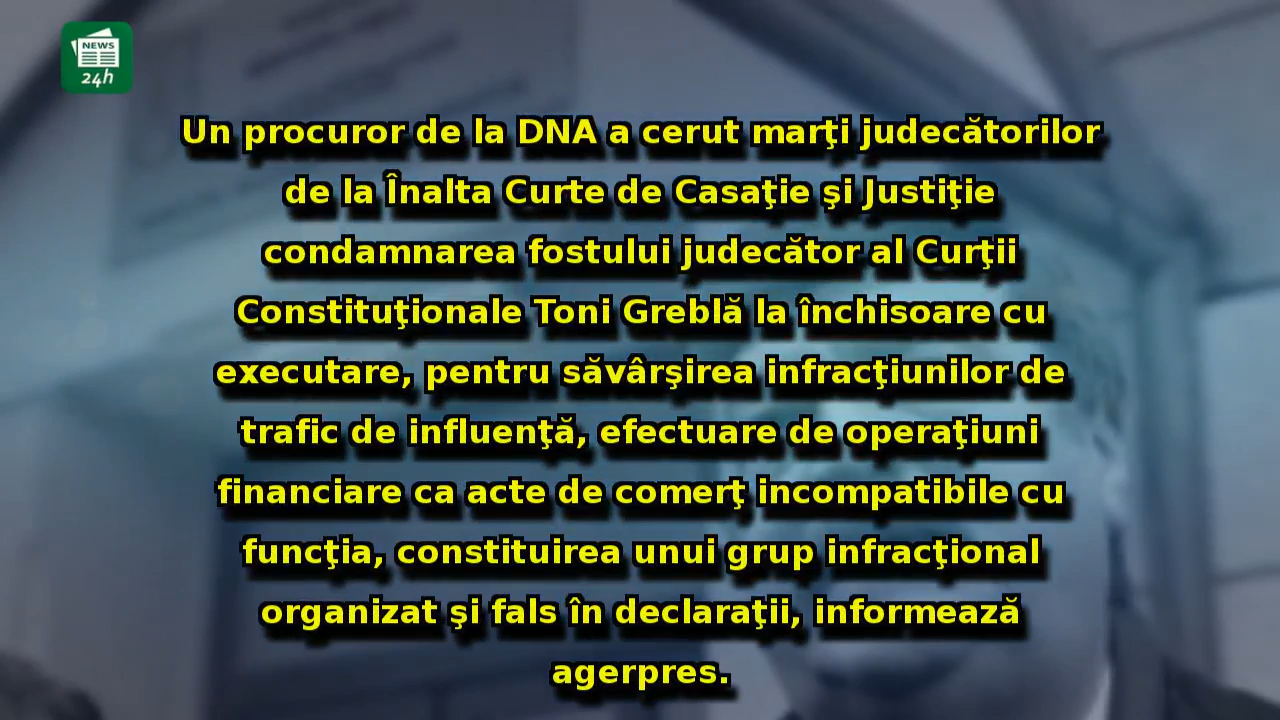 NEWS
24h
Un procuror de la DNA a cerut marţi judecătorilor
de la Înalta Curte de Casaţie şi Justiţie
condamnarea fostului judecător al Curţii
Constituţionale Toni Greblă la închisoare cu
executare, pentru săvârşirea infracţiunilor de
trafic de influenţă, efectuare de operaţiuni
financiare ca acte de comerţ incompatibile cu
funcţia, constituirea unui grup infracţional
organizat şi fals în declaraţii, informează
agerpres.